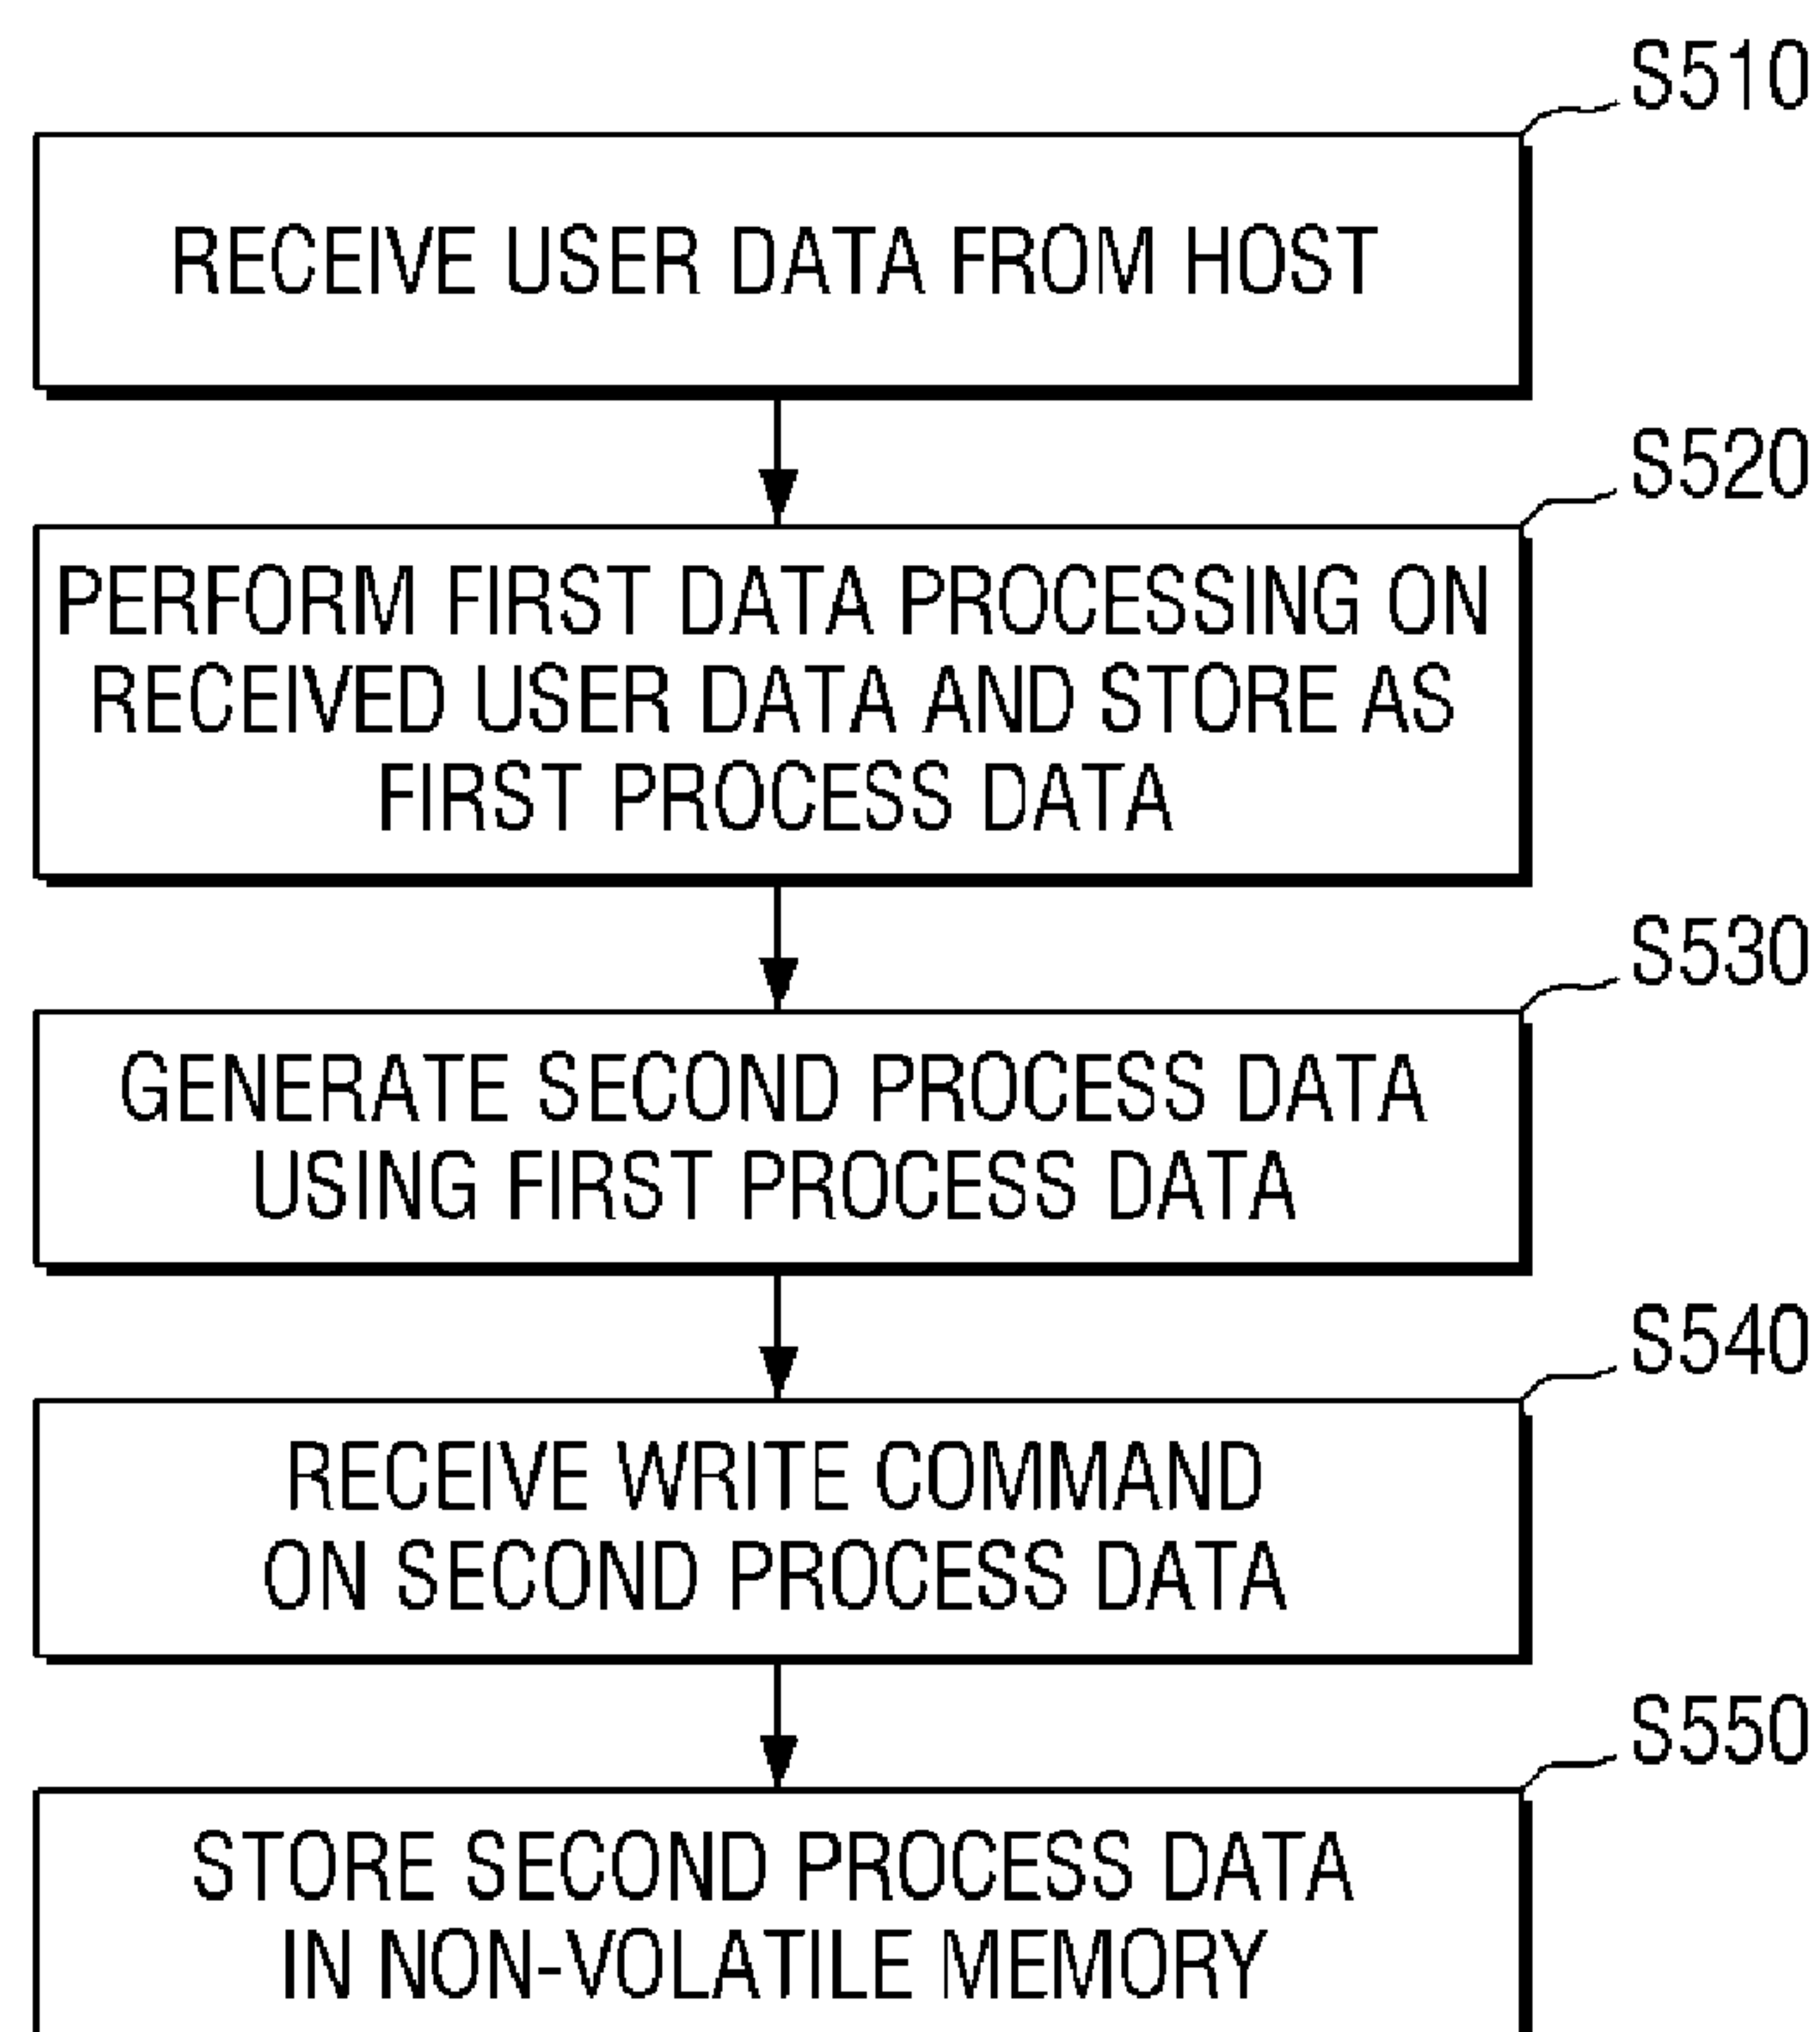 S510
RECEIVE USER DATA FROM HOST
S520
PERFORM FIRST DATA PROCESSING ON
RECEIVED USER DATA AND STORE AS
FIRST PROCESS DATA
S530
GENERATE SECOND PROCESS DATA
USING FIRST PROCESS DATA
S540
RECEIVE WRITE COMMAND
ON SECOND PROCESS DATA
S550
STORE SECOND PROCESS DATA
IN NON-VOLATILE MEMORY